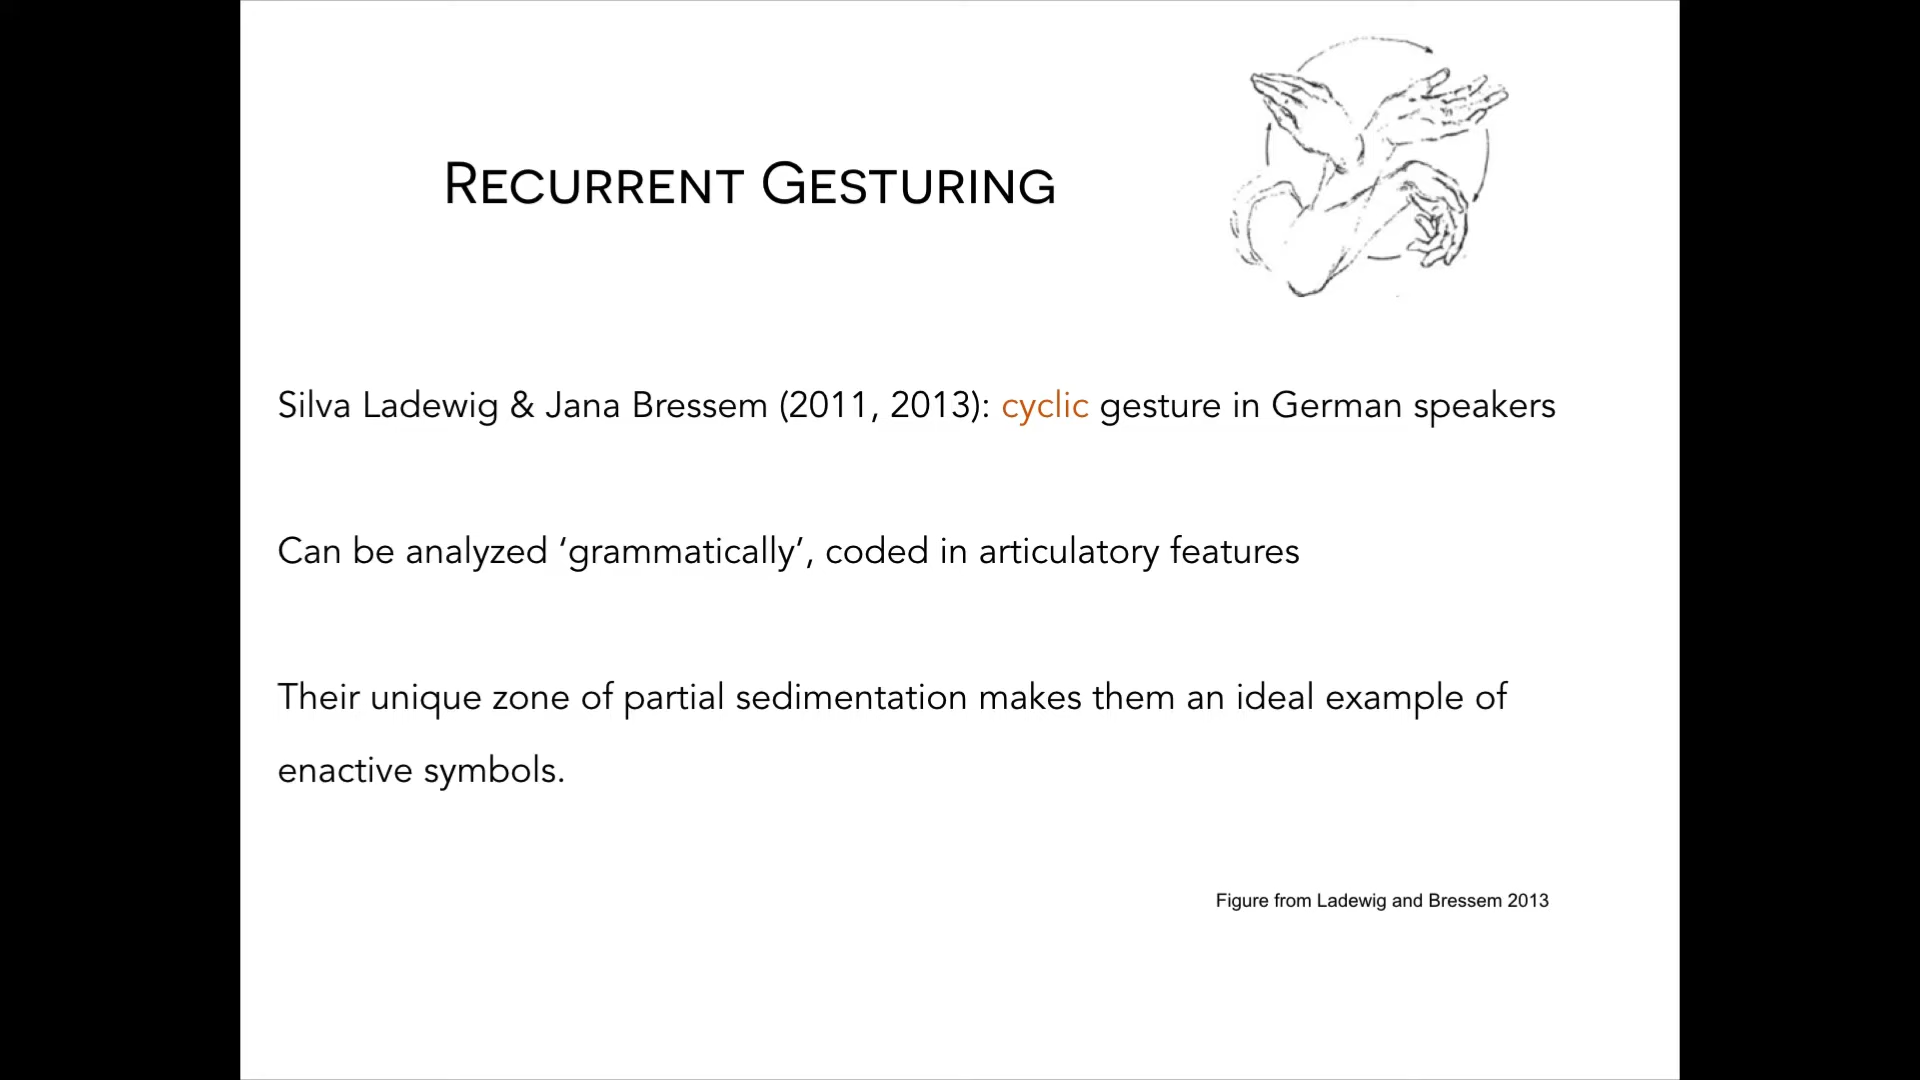 RECURRENT GESTURING
Silva Ladewig & Jana Bressem (2011, 2013): cyclic gesture in German speakers
Can be analyzed ‘grammatically’, coded in articulatory features
Their unique zone of partial sedimentation makes them an ideal example of
enactive symbols.
Figure from Ladewig and Bressem 2013